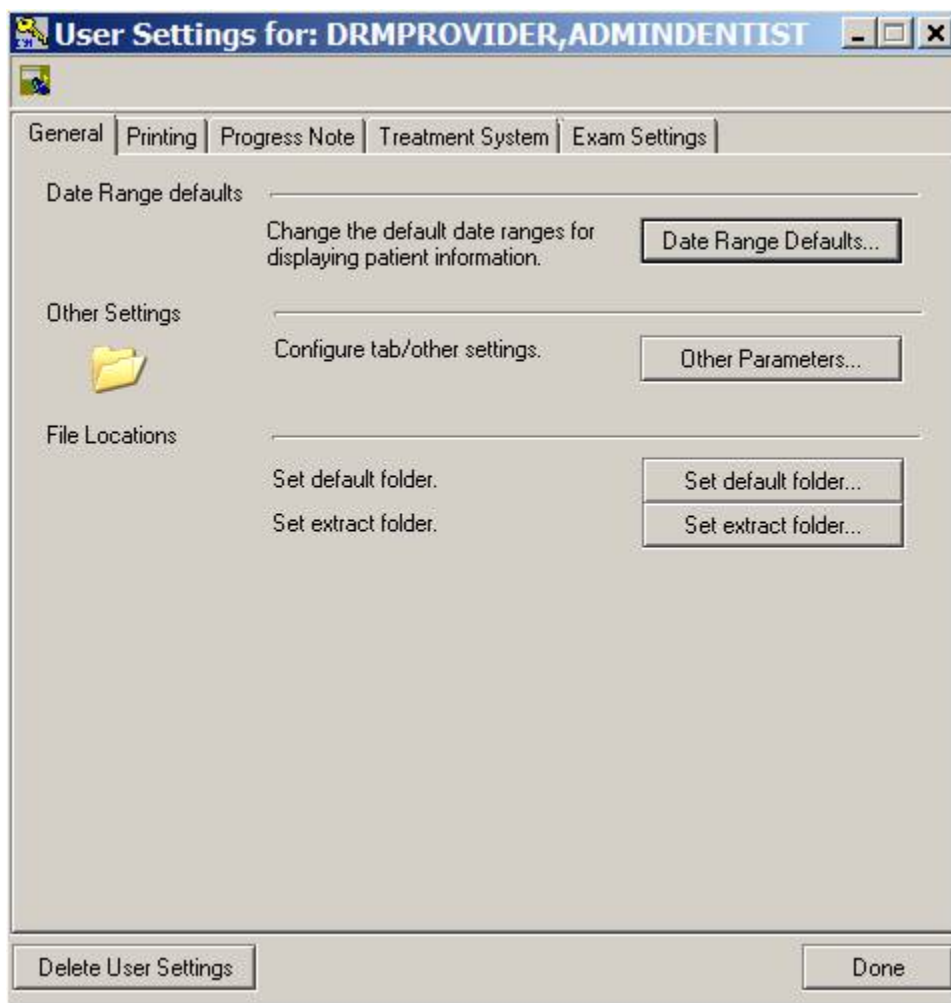 User Settings for: DRMPROVIDER,ADMINDENTIST
General Printing Progress Note Treatment System Exam Settings
Date Range defaults
Change the default date ranges for
displaying patient information.
Date Range Defaults...
Other Settings
Configure tab/other settings.
Other Parameters...
File Locations
Set default folder.
Set default folder...
Set extract folder.
Set extract folder...
Delete User Settings
Done